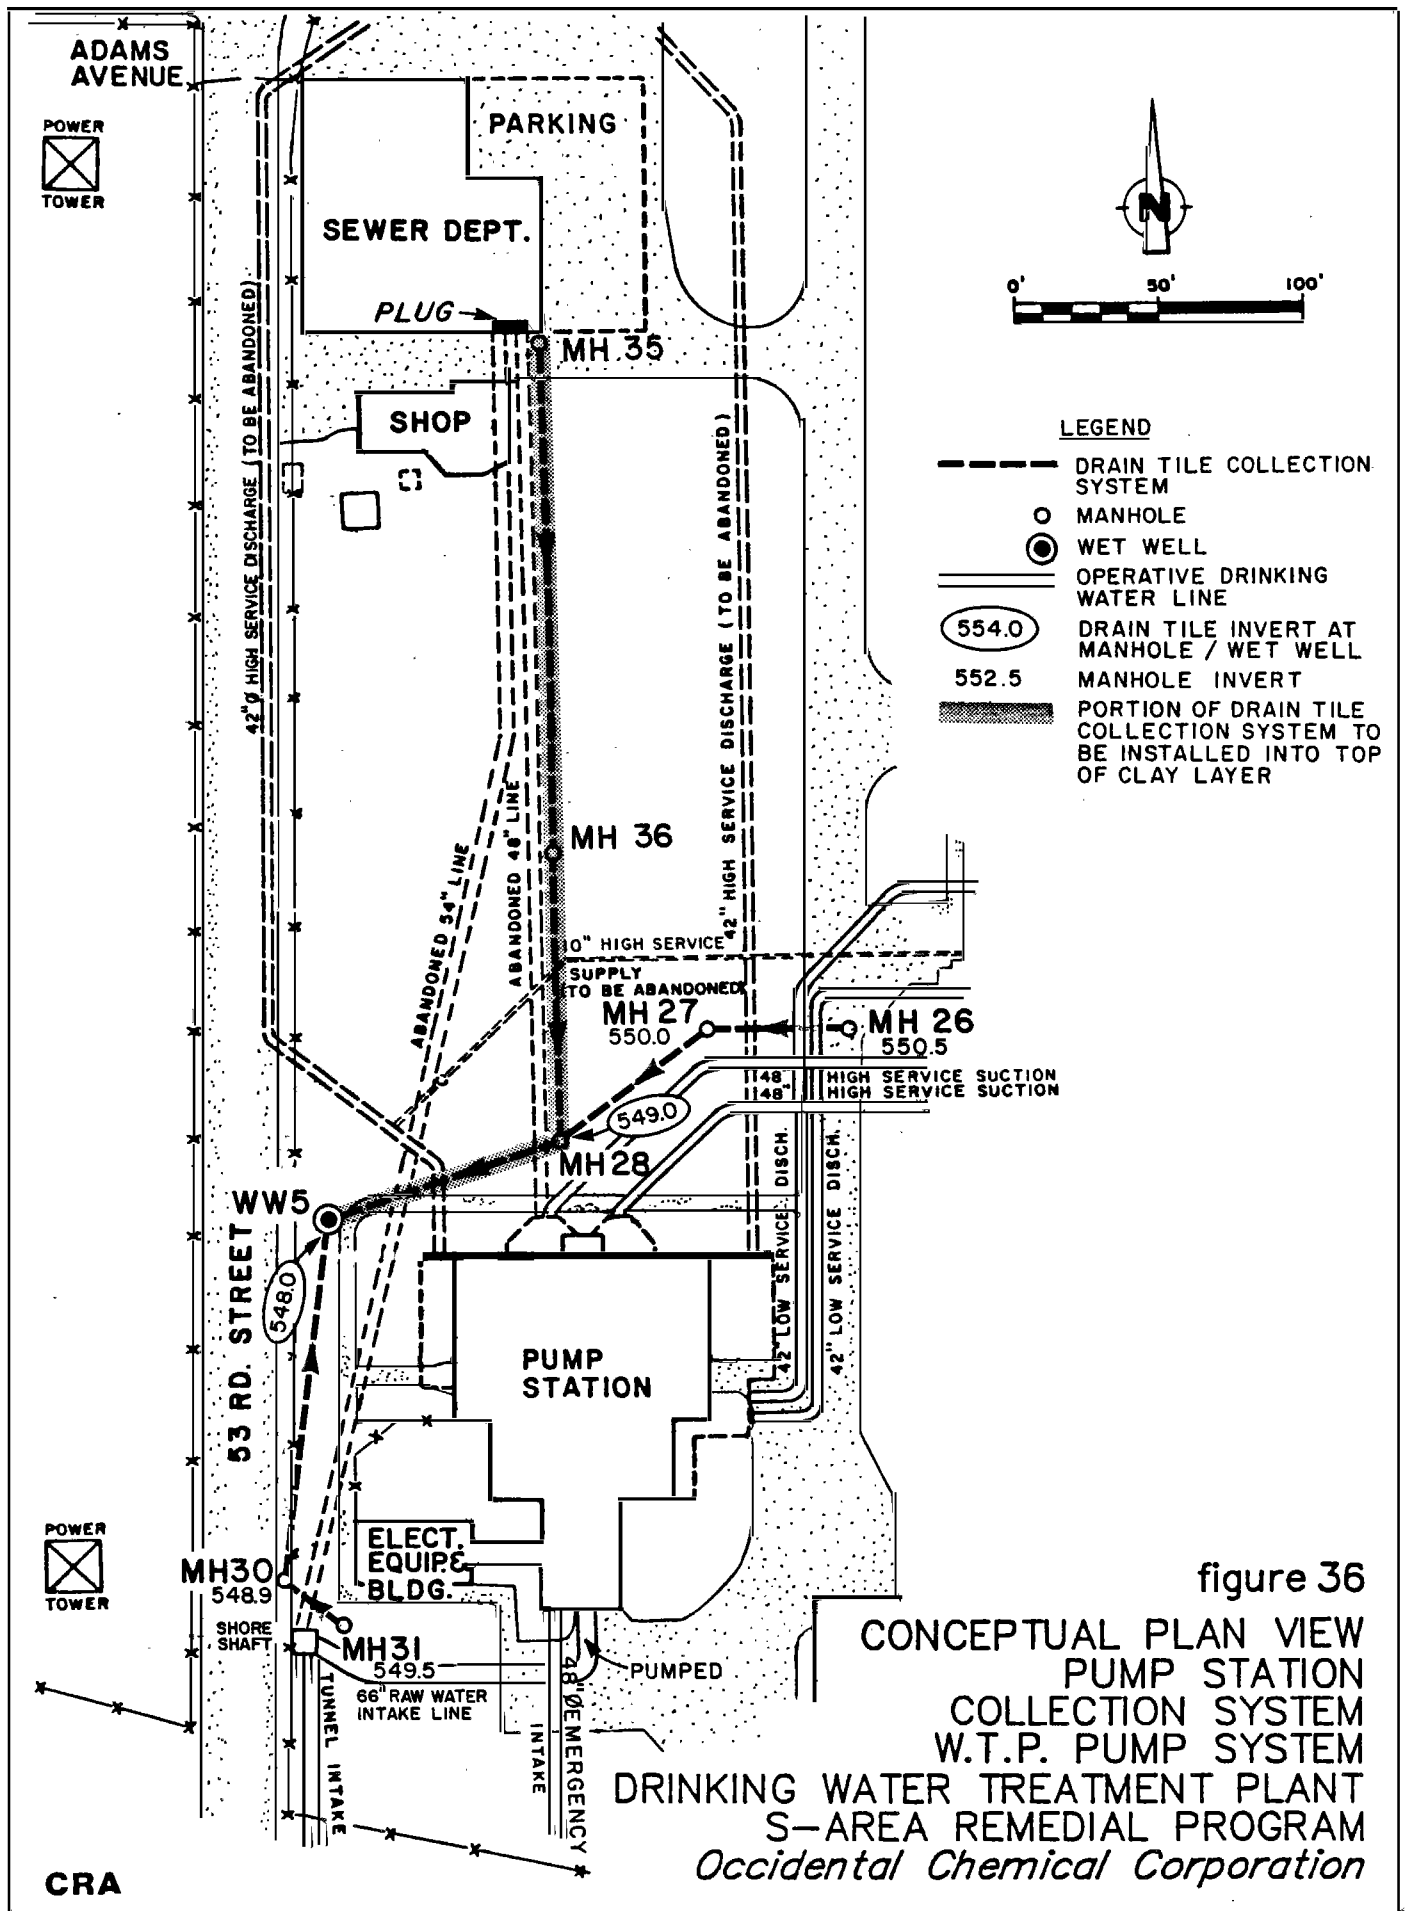 ADAMS
AVENUE
POWER
TOWER
PARKING
SEWER DEPT.
PLUG
MH 35
SHOP
N
0'
50'
100'
LEGEND
DRAIN TILE COLLECTION
SYSTEM
MANHOLE
WET WELL
OPERATIVE DRINKING
WATER LINE
554.0
DRAIN TILE INVERT AT
MANHOLE / WET WELL
552.5
MANHOLE INVERT
PORTION OF DRAIN TILE
COLLECTION SYSTEM TO
BE INSTALLED INTO TOP
OF CLAY LAYER
42"Ø HIGH SERVICE DISCHARGE (TO BE ABANDONED)
42" HIGH SERVICE DISCHARGE (TO BE ABANDONED)
MH 36
ABANDONED 54" LINE
ABANDONED 48" LINE
10" HIGH SERVICE
SUPPLY
(TO BE ABANDONED)
MH 27
550.0
MH 26
550.5
48" HIGH SERVICE SUCTION
48" HIGH SERVICE SUCTION
549.0
MH28
WW5
548.0
53 RD. STREET
42" LOW SERVICE DISCH.
42" LOW SERVICE DISCH.
PUMP
STATION
POWER
TOWER
ELECT.
EQUIP.&
BLDG.
MH30
548.9
SHORE
SHAFT
MH31
549.5
66" RAW WATER
INTAKE LINE
PUMPED
TUNNEL INTAKE
48"Ø EMERGENCY
INTAKE
figure 36
CONCEPTUAL PLAN VIEW
PUMP STATION
COLLECTION SYSTEM
W.T.P. PUMP SYSTEM
DRINKING WATER TREATMENT PLANT
S-AREA REMEDIAL PROGRAM
Occidental Chemical Corporation
CRA